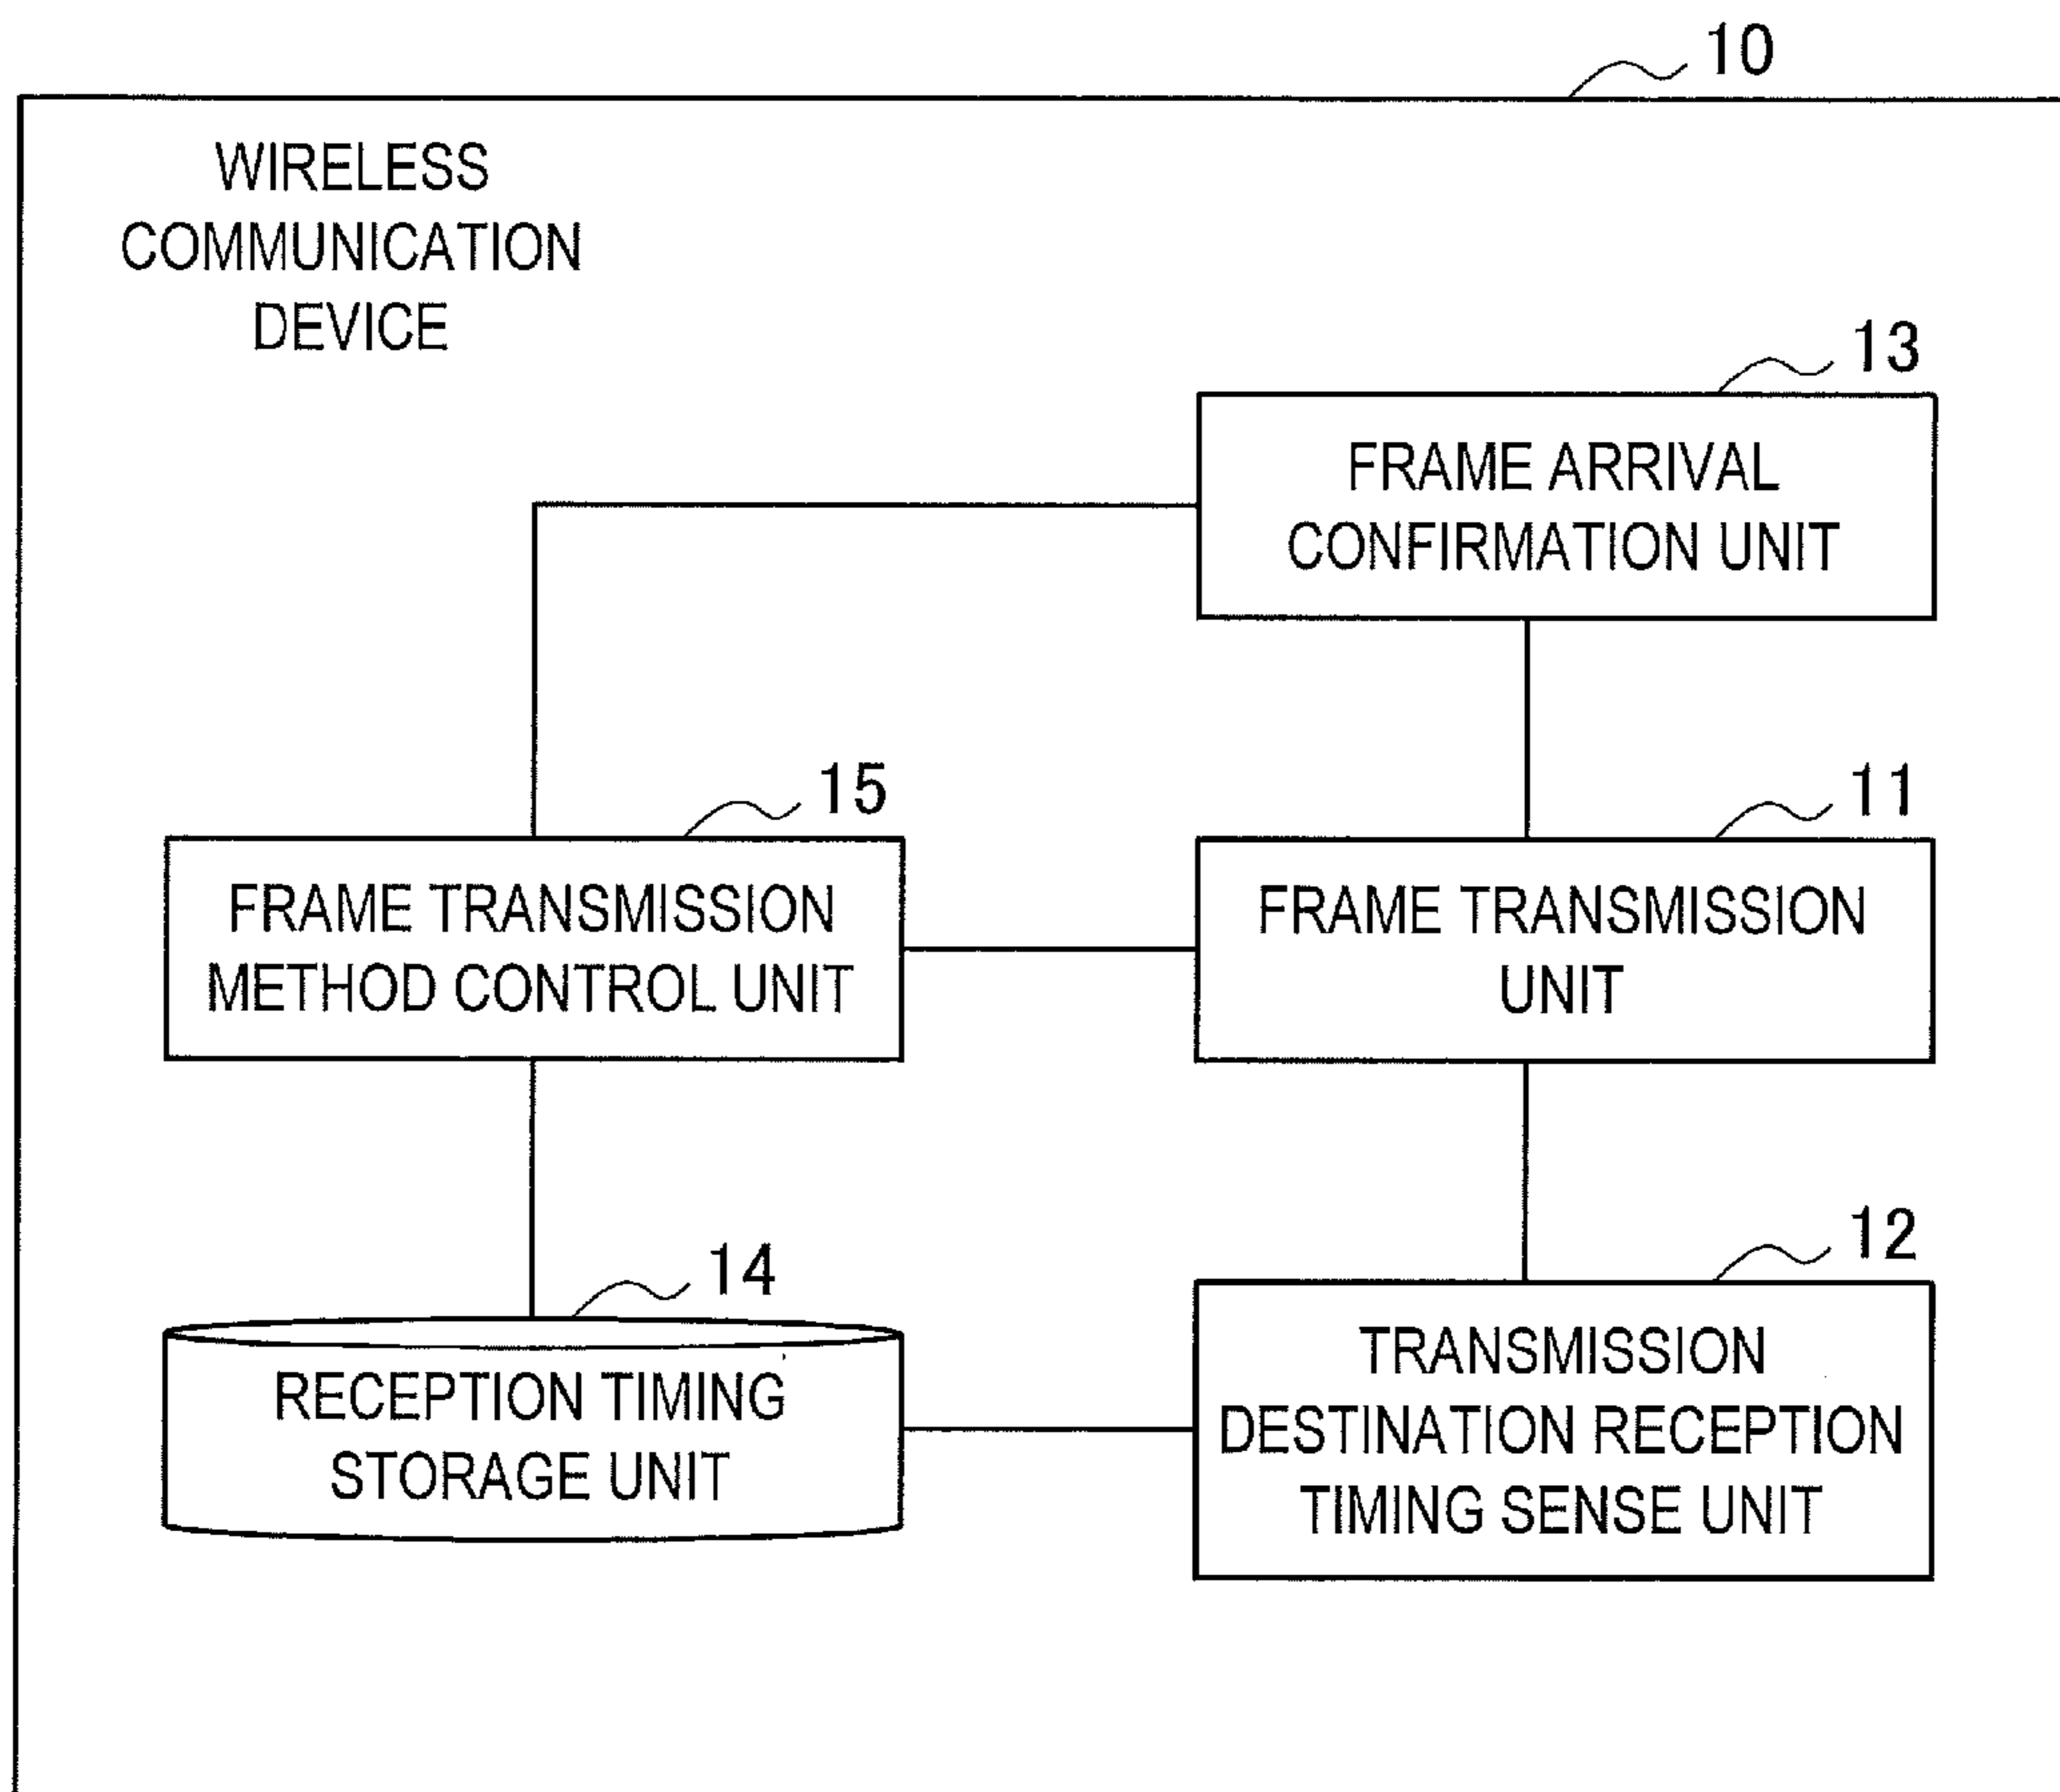 10
WIRELESS
COMMUNICATION
DEVICE
13
FRAME ARRIVAL
CONFIRMATION UNIT
15
FRAME TRANSMISSION
METHOD CONTROL UNIT
11
FRAME TRANSMISSION
UNIT
14
RECEPTION TIMING
STORAGE UNIT
12
TRANSMISSION
DESTINATION RECEPTION
TIMING SENSE UNIT